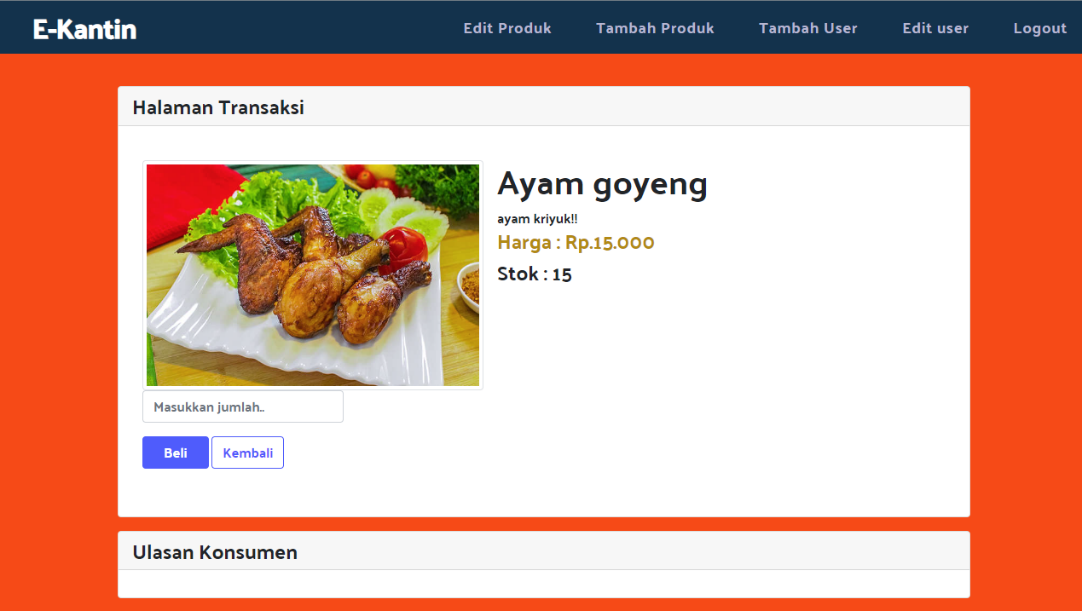 E-Kantin
Edit Produk
Tambah Produk
Tambah User
Edit user
Logout
Halaman Transaksi
Ayam goyeng
ayam kriyuk!!
Harga : Rp.15.000
Stok : 15
Masukkan jumlah..
Beli
Kembali
Ulasan Konsumen